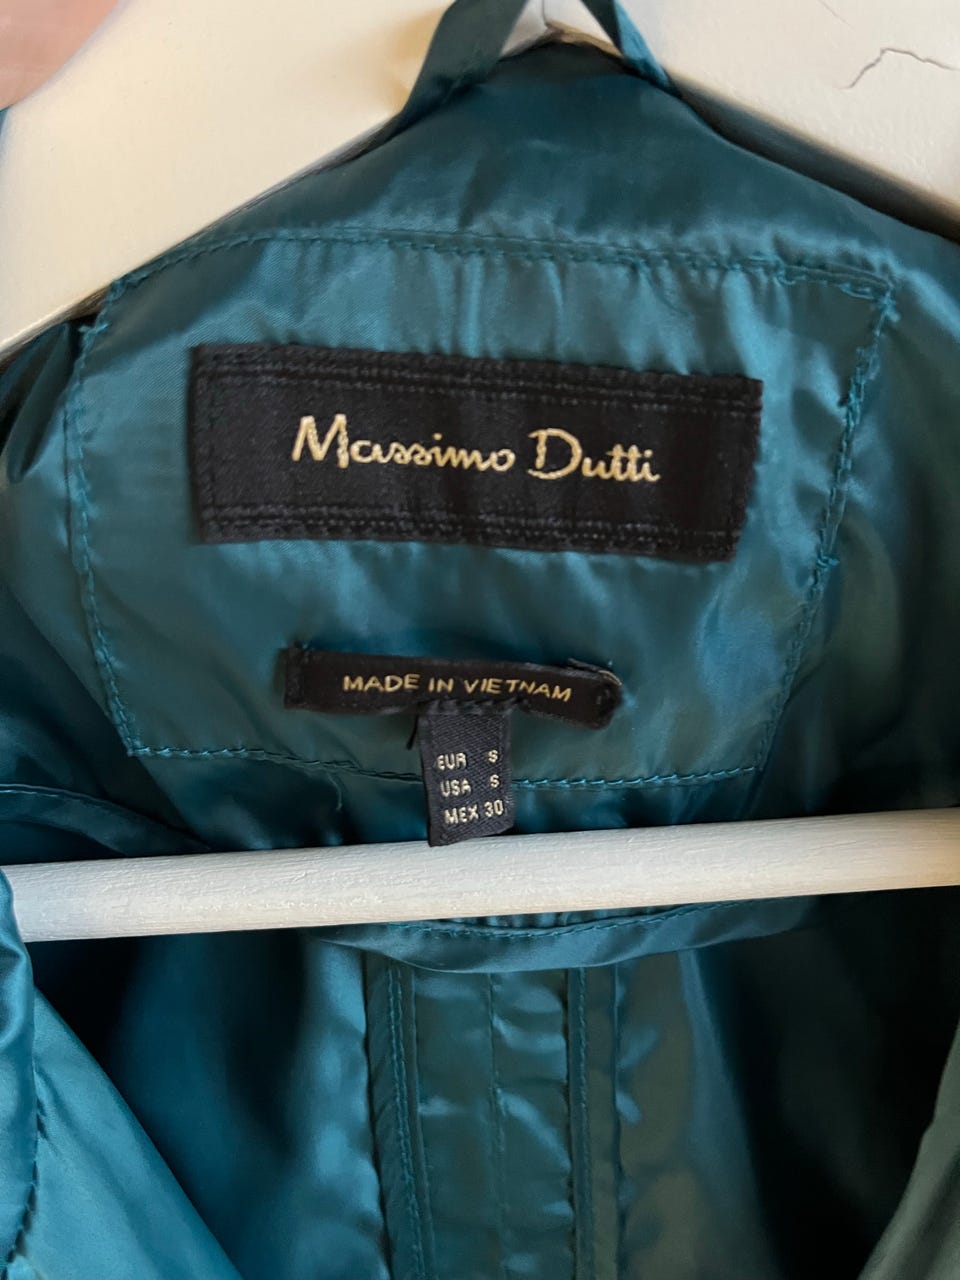 Massimo Dutti
MADE IN VIETNAM
EUR S
USA S
MEX 30